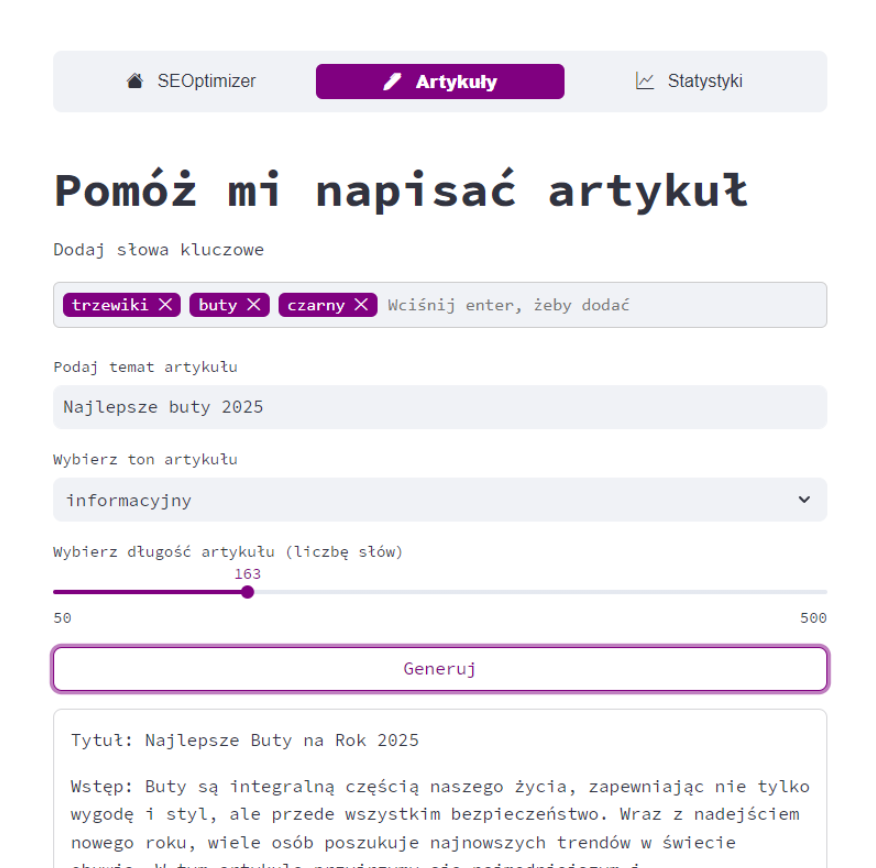 SEOptimizer
Artykuły
Statystyki
Pomóż mi napisać artykuł
Dodaj słowa kluczowe
trzewiki buty czarny Wciśnij enter, żeby dodać
Podaj temat artykułu
Najlepsze buty 2025
Wybierz ton artykułu
informacyjny
Wybierz długość artykułu (liczbę słów)
163
50
500
Generuj
Tytuł: Najlepsze Buty na Rok 2025
Wstęp: Buty są integralną częścią naszego życia, zapewniając nie tylko
wygodę i styl, ale przede wszystkim bezpieczeństwo. Wraz z nadejściem
nowego roku, wiele osób poszukuje najnowszych trendów w świecie